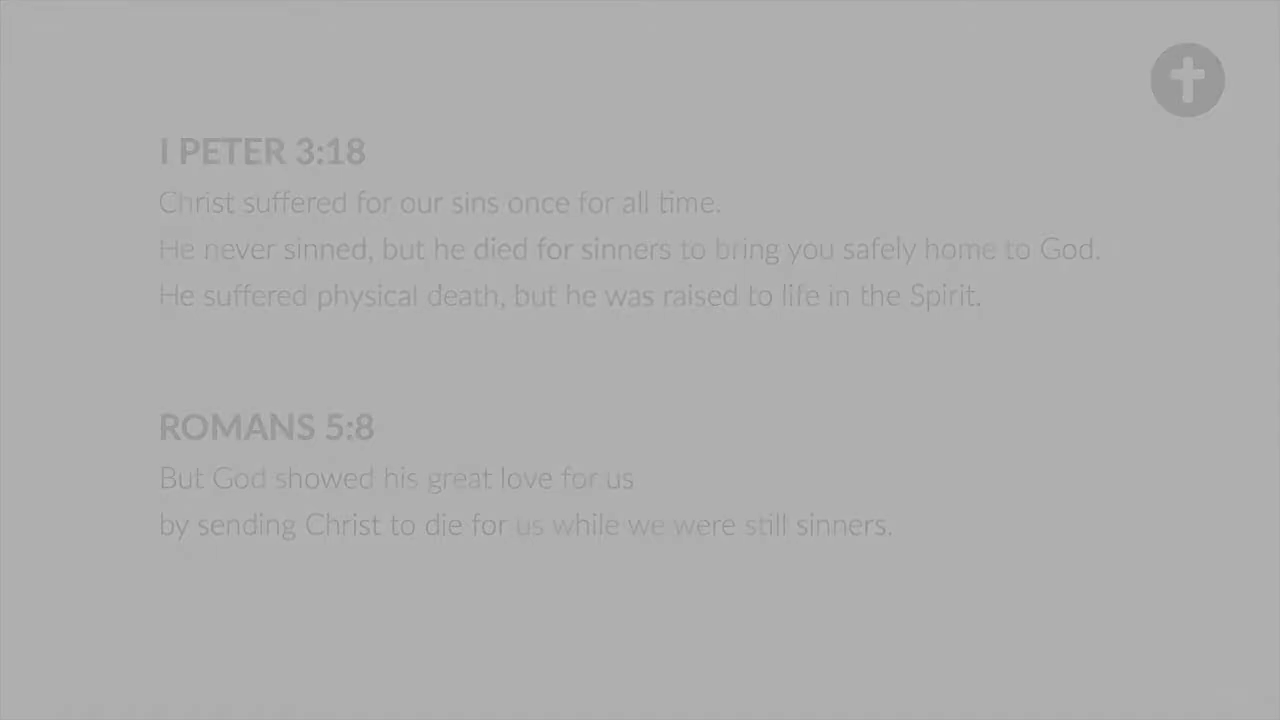 I PETER 3:18
Christ suffered for our sins once for all time.
He never sinned, but he died for sinners to bring you safely home to God.
He suffered physical death, but he was raised to life in the Spirit.
ROMANS 5:8
But God showed his great love for us
by sending Christ to die for us while we were still sinners.